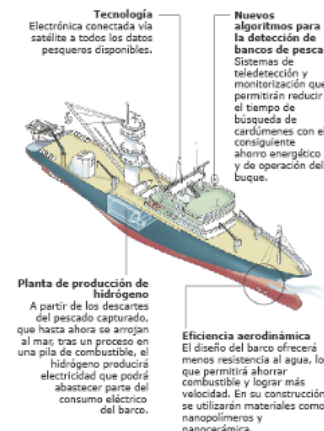 Tecnología
Electrónica conectada vía
satélite a todos los datos
pesqueros disponibles.
Nuevos
algoritmos para
la detección de
bancos de pesca
Sistemas de
teledetección y
monitorización que
permitirán reducir
el tiempo de
búsqueda de
cardúmenes con el
consiguiente
ahorro energético
y de operación del
buque.
Planta de producción de
hidrógeno
A partir de los descartes
del pescado capturado,
que hasta ahora se arrojan
al mar, tras un proceso en
una pila de combustible, el
hidrógeno producirá
electricidad que podrá
abastecer parte del
consumo eléctrico
del barco.
Eficiencia aerodinámica
El diseño del barco ofrecerá
menos resistencia al agua, lo
que permitirá ahorrar
combustible y lograr más
velocidad. En su construcción
se utilizarán materiales como
nanopolímeros y
nanocerámica.